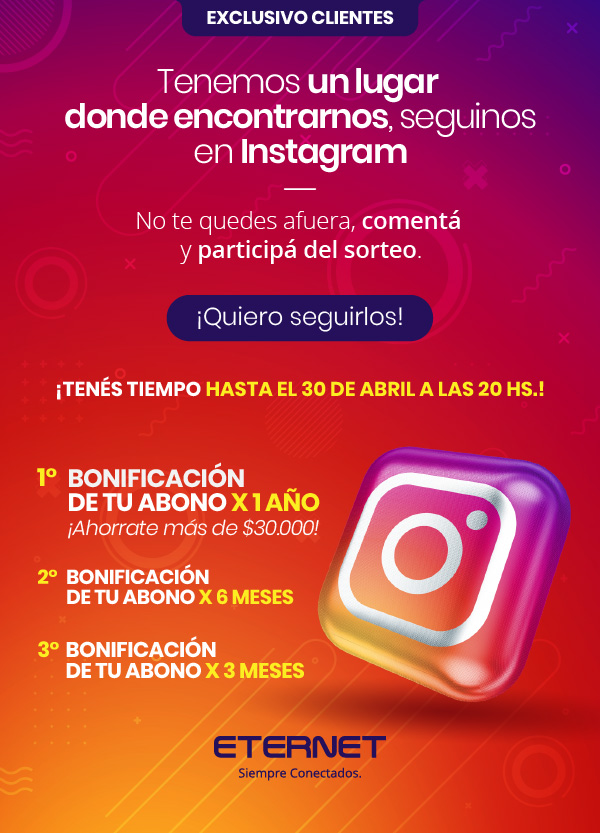 EXCLUSIVO CLIENTES
Tenemos un lugar
donde encontrarnos, seguinos
en Instagram
No te quedes afuera, comentá
y participá del sorteo.
¡Quiero seguirlos!
¡TENÉS TIEMPO HASTA EL 30 DE ABRIL A LAS 20 HS.!
1º BONIFICACIÓN
DE TU ABONO X 1 AÑO
¡Ahorrate más de $30.000!
2º BONIFICACIÓN
DE TU ABONO X 6 MESES
3º BONIFICACIÓN
DE TU ABONO X 3 MESES
ETERNET
Siempre Conectados.